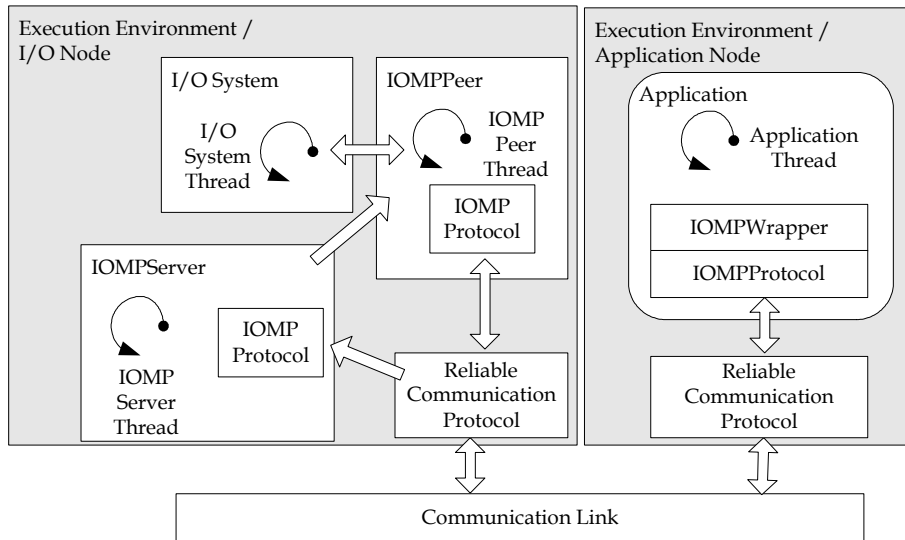 Execution Environment /
I/O Node
I/O System
I/O
System
Thread
IOMPPeer
IOMP
Peer
Thread
IOMP
Protocol
IOMPServer
IOMP
Server
Thread
IOMP
Protocol
Reliable
Communication
Protocol
Execution Environment /
Application Node
Application
Application
Thread
IOMPWrapper
IOMPProtocol
Reliable
Communication
Protocol
Communication Link